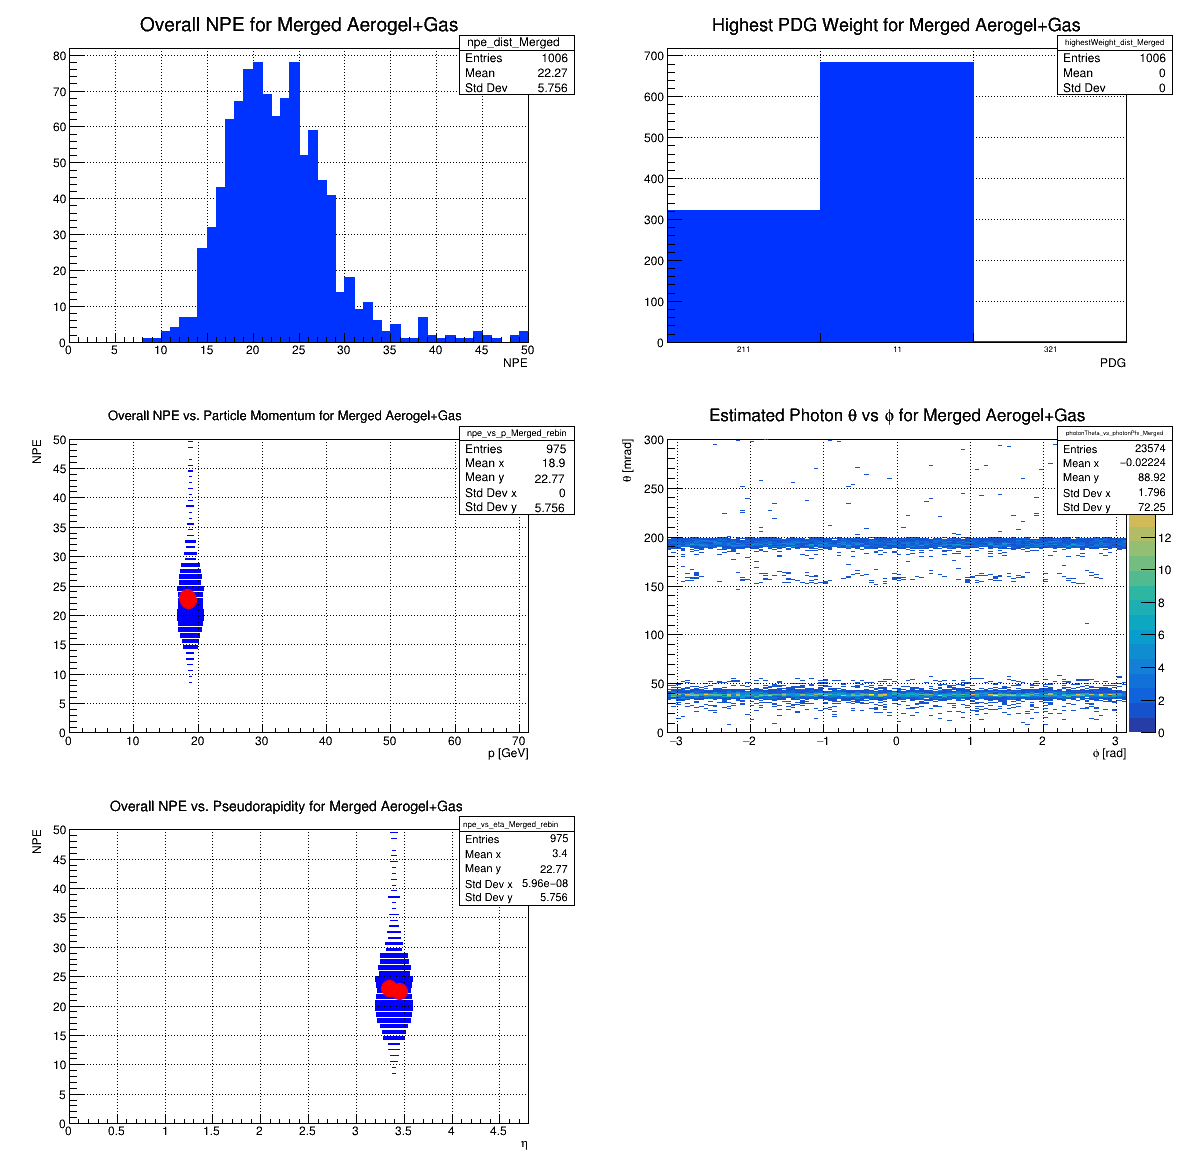 Overall NPE for Merged Aerogel+Gas
npe_dist_Merged
Entries 1006
Mean 22.27
Std Dev 5.756
80
70
60
50
40
30
20
10
0
0 5 10 15 20 25 30 35 40 45 50
NPE
Highest PDG Weight for Merged Aerogel+Gas
highestWeight_dist_Merged
Entries 1006
Mean 0
Std Dev 0
700
600
500
400
300
200
100
0
211 11 321
PDG
Overall NPE vs. Particle Momentum for Merged Aerogel+Gas
npe_vs_p_Merged_rebin
Entries 975
Mean x 18.9
Mean y 22.77
Std Dev x 0
Std Dev y 5.756
NPE
50
45
40
35
30
25
20
15
10
5
0
0 10 20 30 40 50 60 70
p [GeV]
Estimated Photon θ vs ϕ for Merged Aerogel+Gas
photonTheta_vs_photonPhi_Merged
Entries 23574
Mean x −0.02224
Mean y 88.92
Std Dev x 1.796
Std Dev y 72.25
θ [mrad]
300
250
200
150
100
50
0
−3 −2 −1 0 1 2 3
ϕ [rad]
12
10
8
6
4
2
0
Overall NPE vs. Pseudorapidity for Merged Aerogel+Gas
npe_vs_eta_Merged_rebin
Entries 975
Mean x 3.4
Mean y 22.77
Std Dev x 5.96e−08
Std Dev y 5.756
NPE
50
45
40
35
30
25
20
15
10
5
0
0 0.5 1 1.5 2 2.5 3 3.5 4 4.5
η